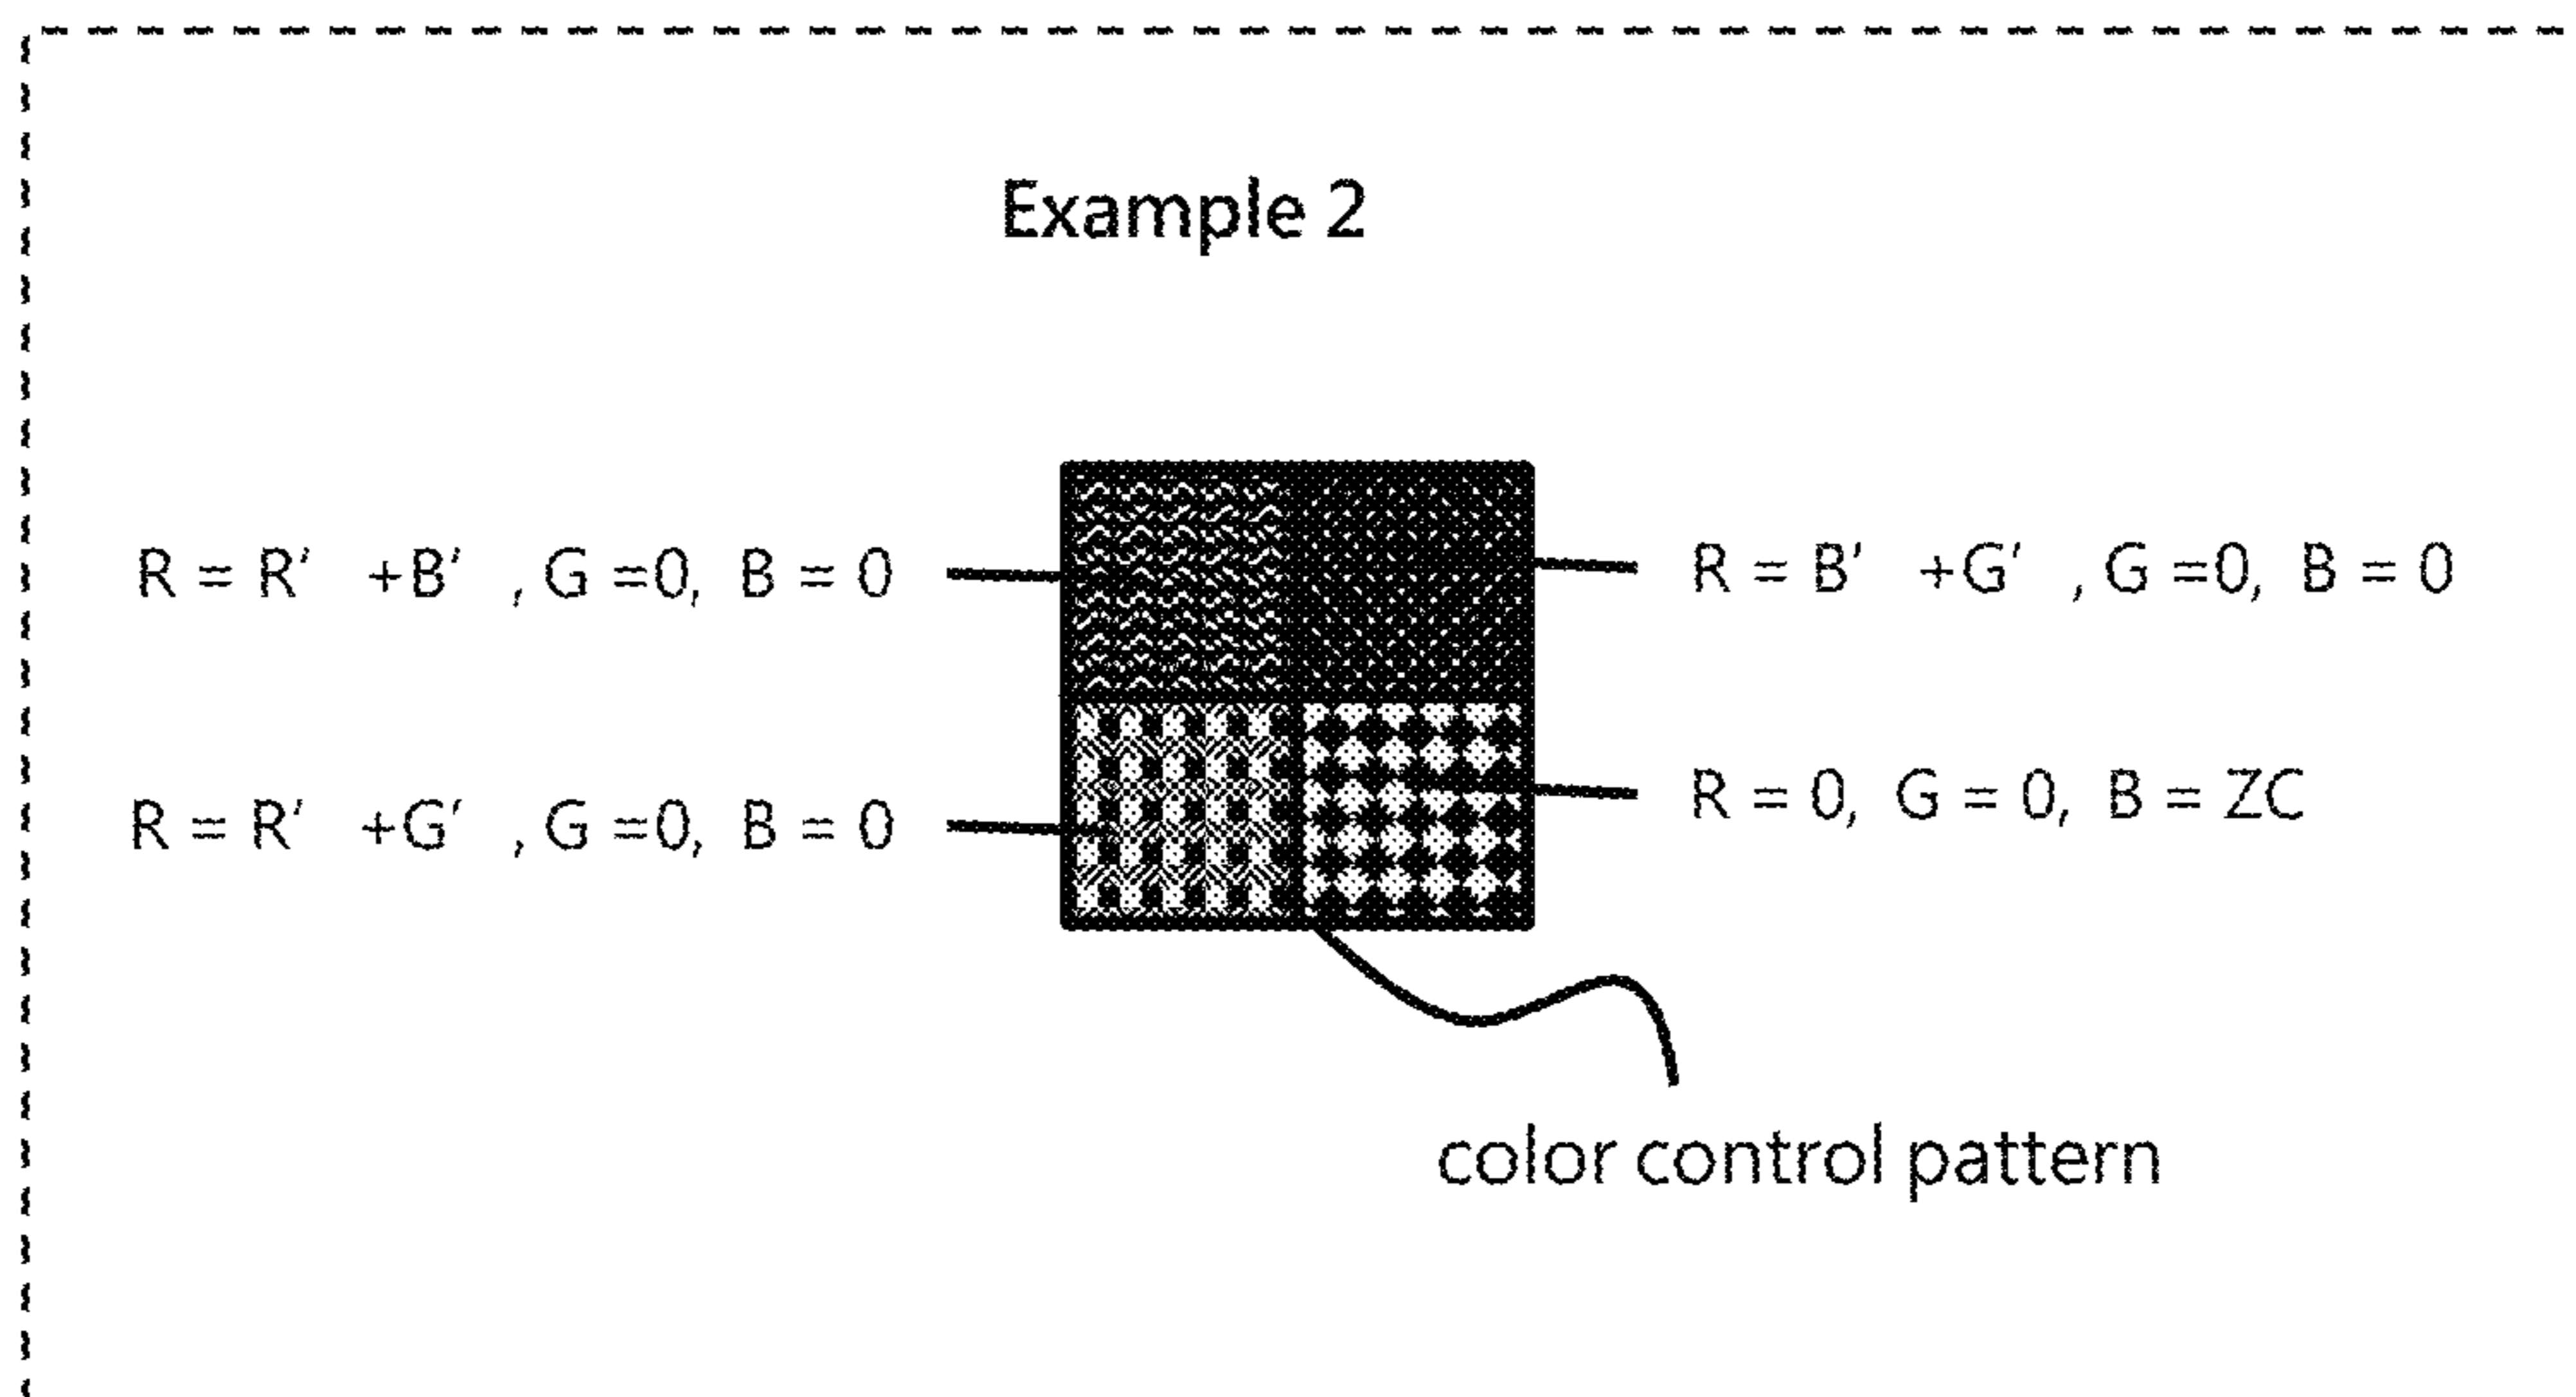 Example 2
R = R′ +B′ , G =0, B = 0
R = B′ +G′ , G =0, B = 0
R = R′ +G′ , G =0, B = 0
R = 0, G = 0, B = ZC
color control pattern